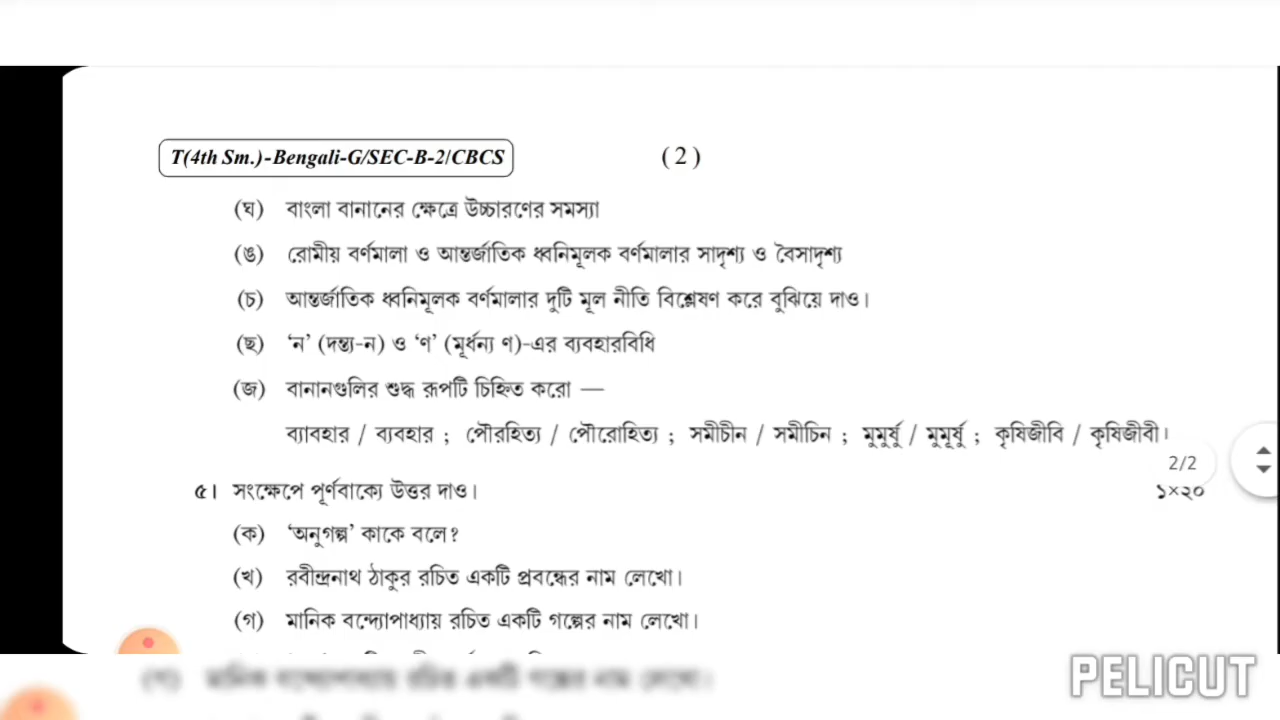 T(4th Sm.)-Bengali-G/SEC-B-2/CBCS (2)
(ঘ) বাংলা বানানের ক্ষেত্রে উচ্চারণের সমস্যা
(ঙ) রোমীয় বর্ণমালা ও আন্তর্জাতিক ধ্বনিমূলক বর্ণমালার সাদৃশ্য ও বৈসাদৃশ্য
(চ) আন্তর্জাতিক ধ্বনিমূলক বর্ণমালার দুটি মূল নীতি বিশ্লেষণ করে বুঝিয়ে দাও।
(ছ) ‘ন’ (দন্ত্য-ন) ও ‘ণ’ (মূর্ধন্য ণ)-এর ব্যবহারবিধি
(জ) বানানগুলির শুদ্ধ রূপটি চিহ্নিত করো —
ব্যাবহার / ব্যবহার ; পৌরহিত্য / পৌরোহিত্য ; সমীচীন / সমীচিন ; মুমুর্ষু / মুমূর্ষু ; কৃষিজীবি / কৃষিজীবী।
2/2
৫। সংক্ষেপে পূর্ণবাক্যে উত্তর দাও। ১×২০
(ক) ‘অনুগল্প’ কাকে বলে?
(খ) রবীন্দ্রনাথ ঠাকুর রচিত একটি প্রবন্ধের নাম লেখো।
(গ) মানিক বন্দ্যোপাধ্যায় রচিত একটি গল্পের নাম লেখো।
PELICUT